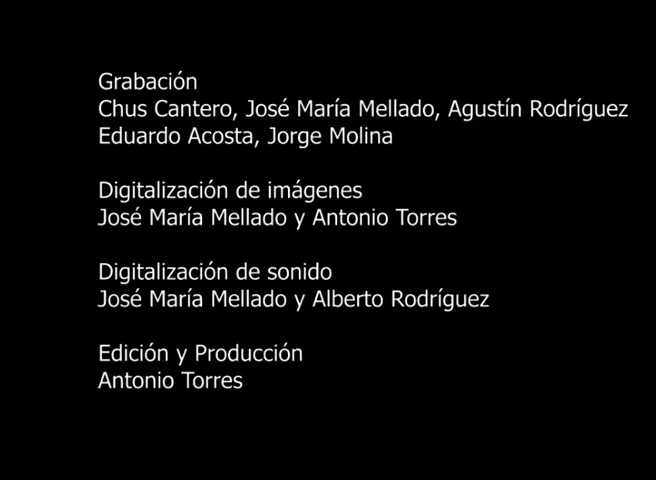 Grabación
Chus Cantero, José María Mellado, Agustín Rodríguez
Eduardo Acosta, Jorge Molina
Digitalización de imágenes
José María Mellado y Antonio Torres
Digitalización de sonido
José María Mellado y Alberto Rodríguez
Edición y Producción
Antonio Torres